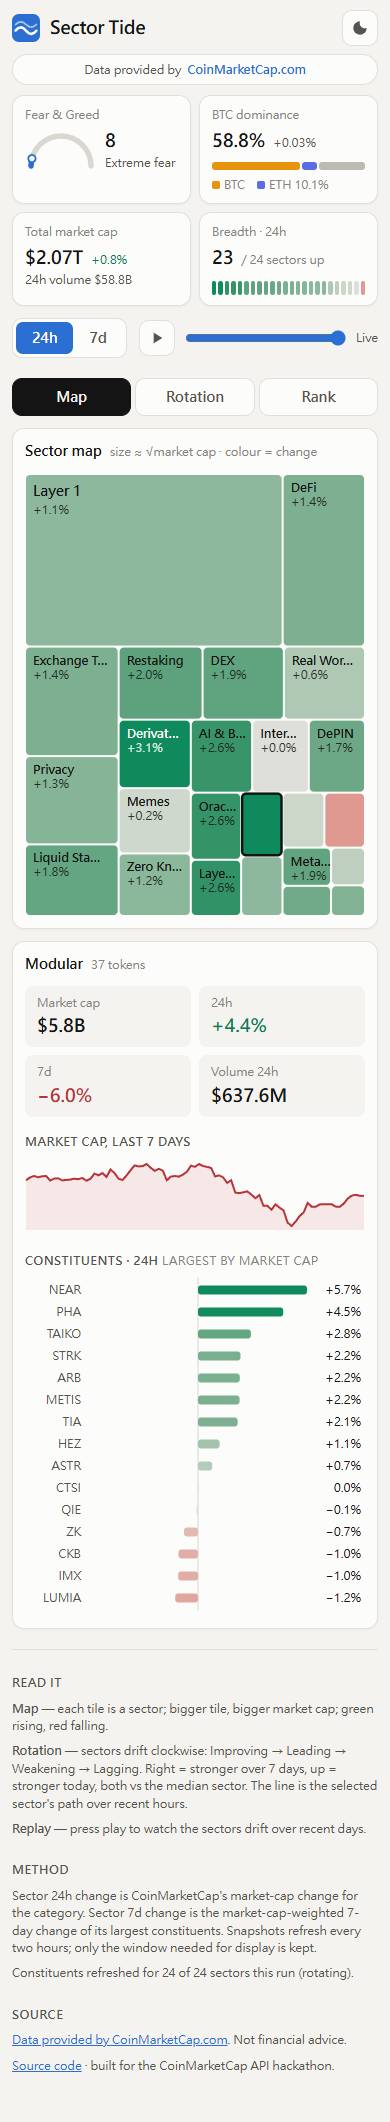 Sector Tide
Data provided by CoinMarketCap.com
Fear & Greed
8
Extreme fear
BTC dominance
58.8% +0.03%
BTC ETH 10.1%
Total market cap
$2.07T +0.8%
24h volume $58.8B
Breadth · 24h
23 / 24 sectors up
24h 7d Live
Map Rotation Rank
Sector map size ≈ √market cap · colour = change
Layer 1
+1.1%
DeFi
+1.4%
Exchange T...
+1.4%
Restaking
+2.0%
DEX
+1.9%
Real Wor...
+0.6%
Derivat...
+3.1%
AI & B...
+2.6%
Inter...
+0.0%
DePIN
+1.7%
Privacy
+1.3%
Memes
+0.2%
Orac...
+2.6%
Liquid Sta...
+1.8%
Zero Kn...
+1.2%
Laye...
+2.6%
Meta...
+1.9%
Modular 37 tokens
Market cap
$5.8B
24h
+4.4%
7d
−6.0%
Volume 24h
$637.6M
MARKET CAP, LAST 7 DAYS
CONSTITUENTS · 24H LARGEST BY MARKET CAP
NEAR +5.7%
PHA +4.5%
TAIKO +2.8%
STRK +2.2%
ARB +2.2%
METIS +2.2%
TIA +2.1%
HEZ +1.1%
ASTR +0.7%
CTSI 0.0%
QIE −0.1%
ZK −0.7%
CKB −1.0%
IMX −1.0%
LUMIA −1.2%
READ IT
Map — each tile is a sector; bigger tile, bigger market cap; green
rising, red falling.
Rotation — sectors drift clockwise: Improving → Leading →
Weakening → Lagging. Right = stronger over 7 days, up =
stronger today, both vs the median sector. The line is the selected
sector's path over recent hours.
Replay — press play to watch the sectors drift over recent days.
METHOD
Sector 24h change is CoinMarketCap's market-cap change for
the category. Sector 7d change is the market-cap-weighted 7-
day change of its largest constituents. Snapshots refresh every
two hours; only the window needed for display is kept.
Constituents refreshed for 24 of 24 sectors this run (rotating).
SOURCE
Data provided by CoinMarketCap.com. Not financial advice.
Source code · built for the CoinMarketCap API hackathon.